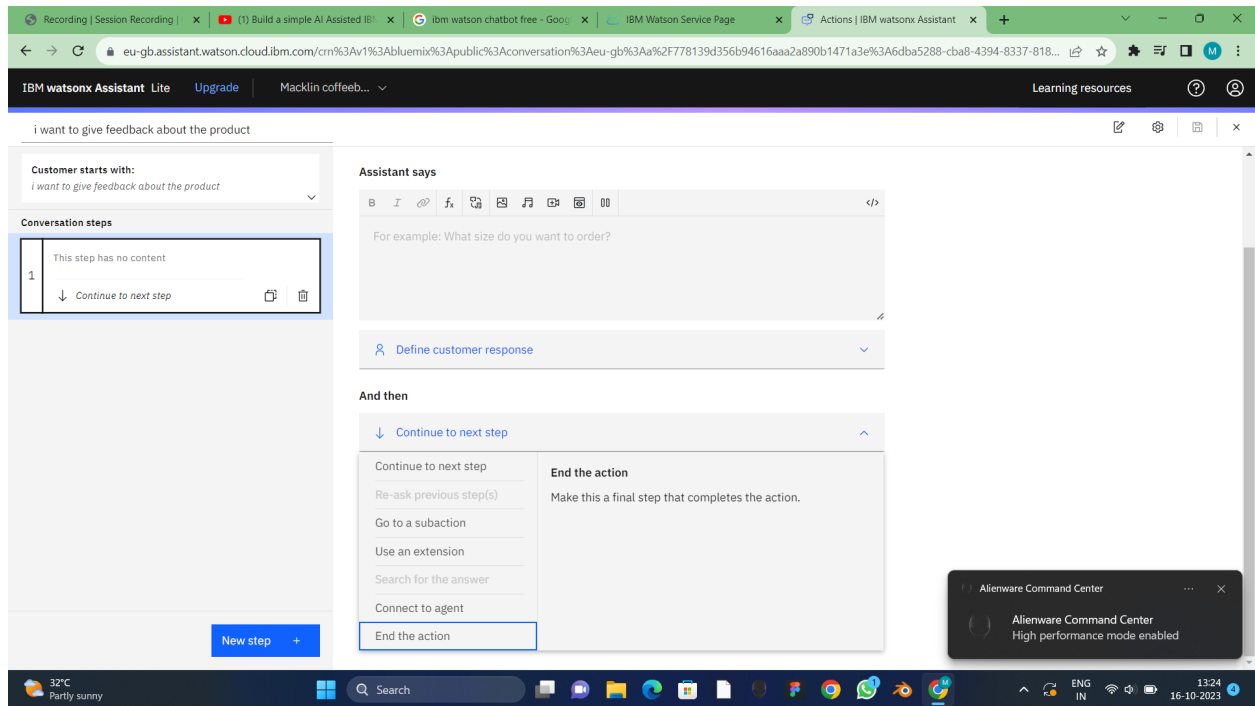 Recording | Session Recording |
(1) Build a simple AI Assisted IB
ibm watson chatbot free - Goog
IBM Watson Service Page
Actions | IBM watsonx Assistant
eu-gb.assistant.watson.cloud.ibm.com/crn%3Av1%3Abluemix%3Apublic%3Aconversation%3Aeu-gb%3Aa%2F778139d356b94616aaa2a890b1471a3e%3A6dba5288-cba8-4394-8337-818...
M
IBM watsonx Assistant Lite
Upgrade
Macklin coffeeb...
Learning resources
i want to give feedback about the product
Customer starts with:
i want to give feedback about the product
Conversation steps
1
This step has no content
Continue to next step
New step +
Assistant says
B I fx </>
For example: What size do you want to order?
Define customer response
And then
Continue to next step
Continue to next step
Re-ask previous step(s)
Go to a subaction
Use an extension
Search for the answer
Connect to agent
End the action
End the action
Make this a final step that completes the action.
Alienware Command Center
Alienware Command Center
High performance mode enabled
32°C
Partly sunny
Search
ENG
IN
13:24
16-10-2023
4